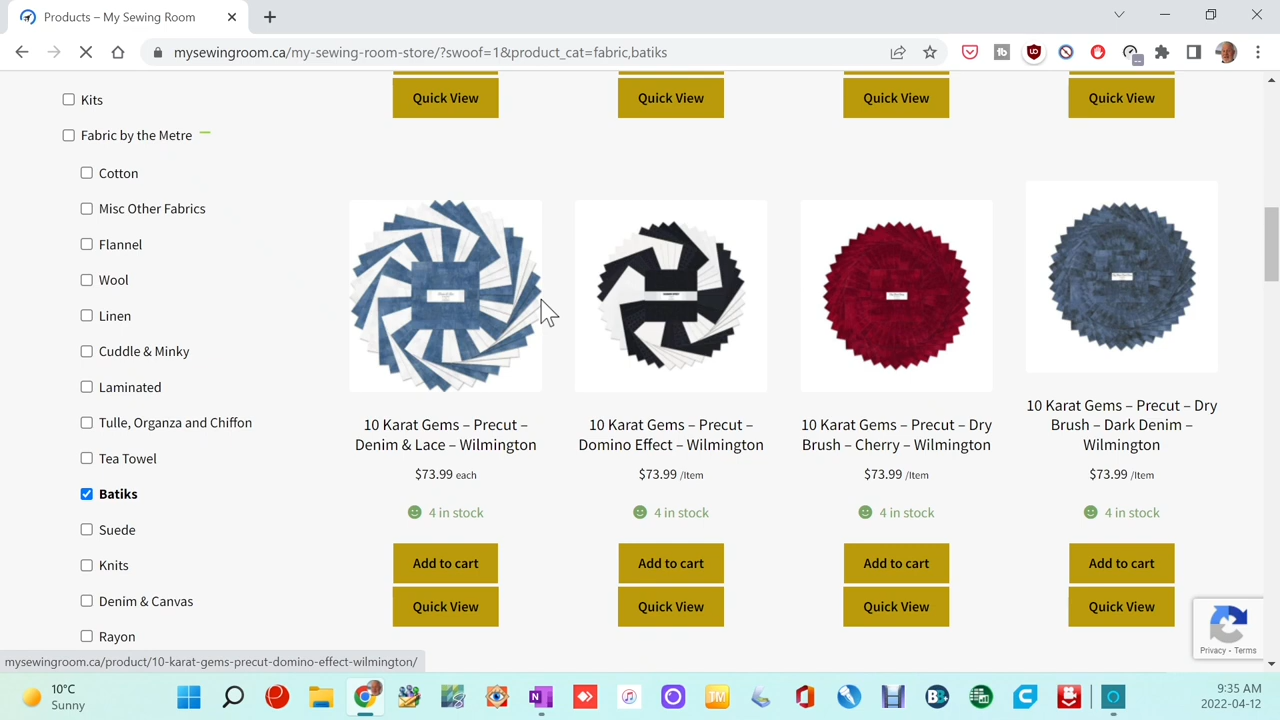 Products – My Sewing Room
mysewingroom.ca/my-sewing-room-store/?swoof=1&product_cat=fabric,batiks
Kits
Fabric by the Metre
Cotton
Misc Other Fabrics
Flannel
Wool
Linen
Cuddle & Minky
Laminated
Tulle, Organza and Chiffon
Tea Towel
Batiks
Suede
Knits
Denim & Canvas
Rayon
Quick View Quick View Quick View Quick View
10 Karat Gems – Precut –
Denim & Lace – Wilmington
$73.99 each
4 in stock
Add to cart
Quick View
10 Karat Gems – Precut –
Domino Effect – Wilmington
$73.99 /Item
4 in stock
Add to cart
Quick View
10 Karat Gems – Precut – Dry
Brush – Cherry – Wilmington
$73.99 /Item
4 in stock
Add to cart
Quick View
10 Karat Gems – Precut – Dry
Brush – Dark Denim –
Wilmington
$73.99 /Item
4 in stock
Add to cart
Quick View
Privacy - Terms
mysewingroom.ca/product/10-karat-gems-precut-domino-effect-wilmington/
10°C
Sunny
9:35 AM
2022-04-12